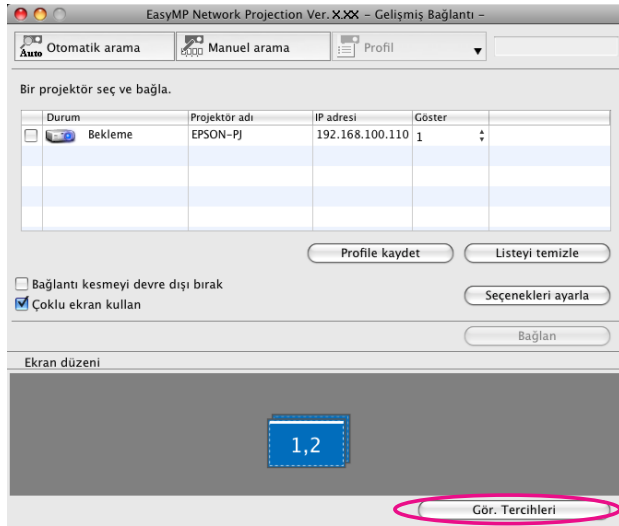 EasyMP Network Projection Ver. X.XX – Gelişmiş Bağlantı –
Auto Otomatik arama Manuel arama Profil
Bir projektör seç ve bağla.
Durum Projektör adı IP adresi Göster
Bekleme EPSON-PJ 192.168.100.110 1
Profile kaydet Listeyi temizle
Bağlantı kesmeyi devre dışı bırak
Çoklu ekran kullan
Seçenekleri ayarla
Bağlan
Ekran düzeni
1,2
Gör. Tercihleri